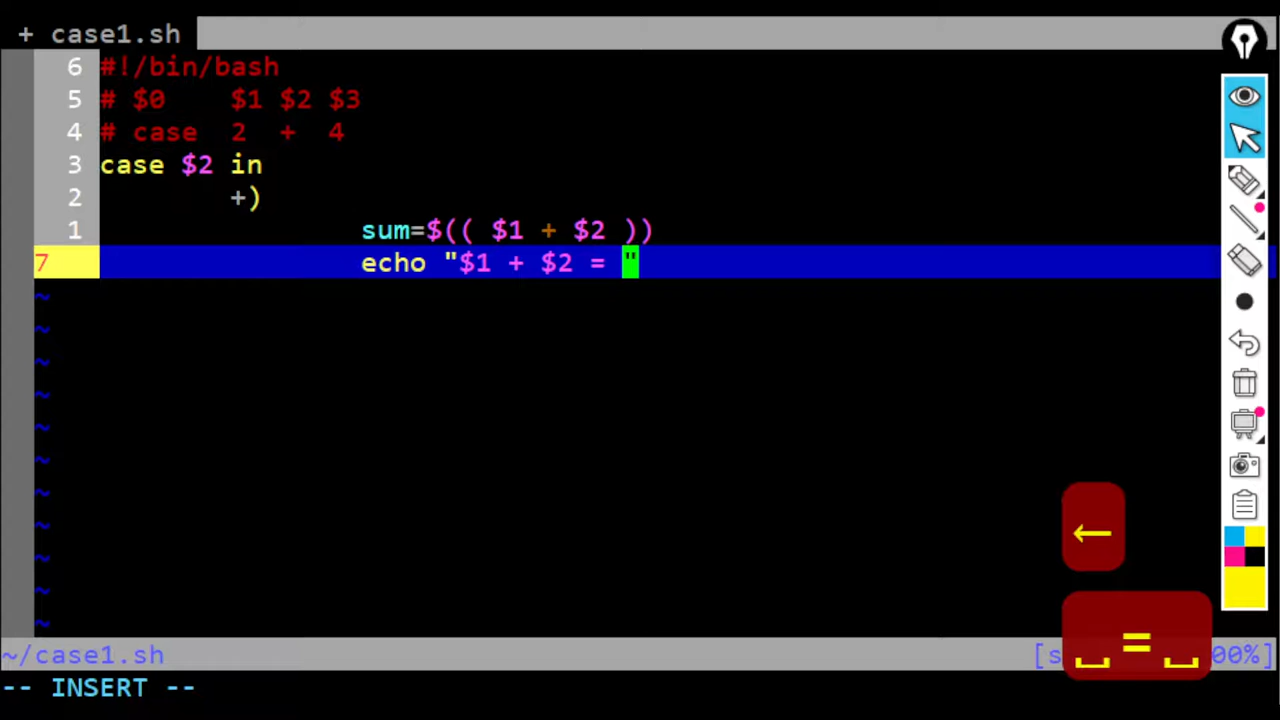 + case1.sh
6 #!/bin/bash
5 # $0    $1 $2 $3
4 # case  2  +  4
3 case $2 in
2         +)
1                 sum=$(( $1 + $2 ))
7                 echo "$1 + $2 = "
~
~
~
~
~
~
~
~
~
~
~
←
~/case1.sh [s 00%]
␣=␣
-- INSERT --